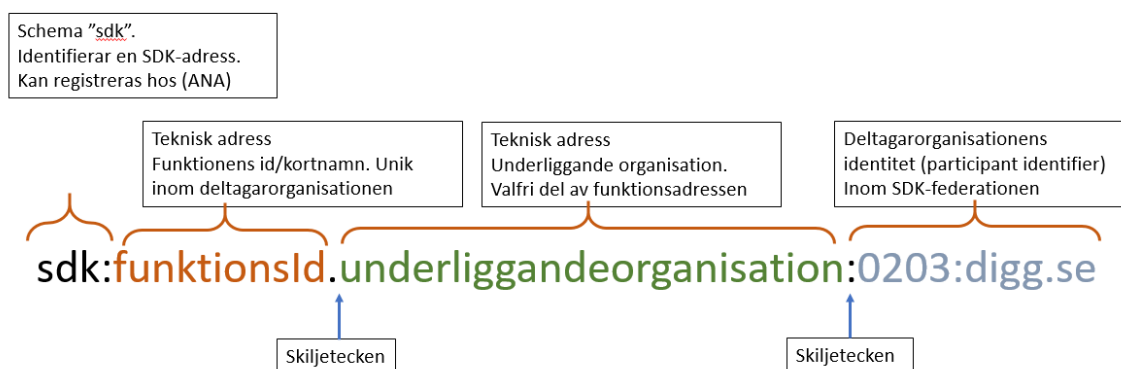 Schema ”sdk”.
Identifierar en SDK-adress.
Kan registreras hos (ANA)
Teknisk adress
Funktionens id/kortnamn. Unik
inom deltagarorganisationen
Teknisk adress
Underliggande organisation.
Valfri del av funktionsadressen
Deltagarorganisationens
identitet (participant identifier)
Inom SDK-federationen
sdk:funktionsId.underliggandeorganisation:0203:digg.se
Skiljetecken
Skiljetecken